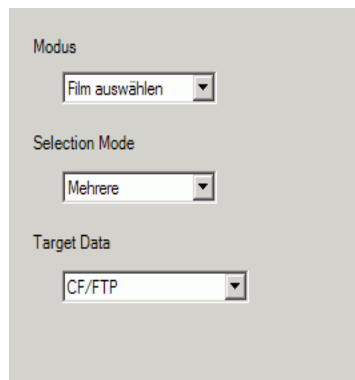 Modus
Film auswählen
Selection Mode
Mehrere
Target Data
CF/FTP